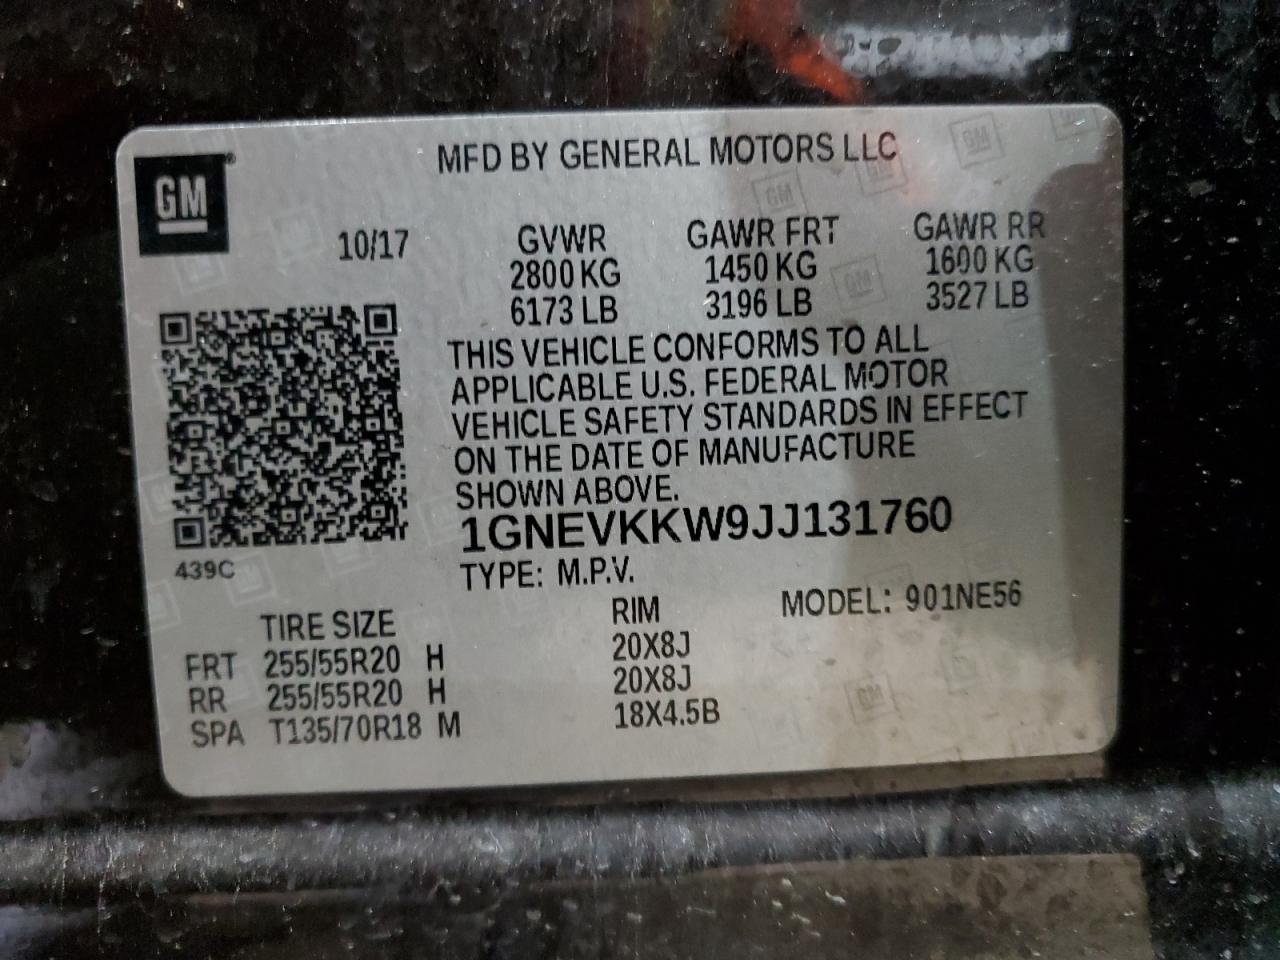 GM®
MFD BY GENERAL MOTORS LLC
10/17 GVWR GAWR FRT GAWR RR
2800 KG 1450 KG 1600 KG
6173 LB 3196 LB 3527 LB
THIS VEHICLE CONFORMS TO ALL
APPLICABLE U.S. FEDERAL MOTOR
VEHICLE SAFETY STANDARDS IN EFFECT
ON THE DATE OF MANUFACTURE
SHOWN ABOVE.
1GNEVKKW9JJ131760
439C
TYPE: M.P.V.
TIRE SIZE RIM MODEL: 901NE56
FRT 255/55R20 H 20X8J
RR 255/55R20 H 20X8J
SPA T135/70R18 M 18X4.5B